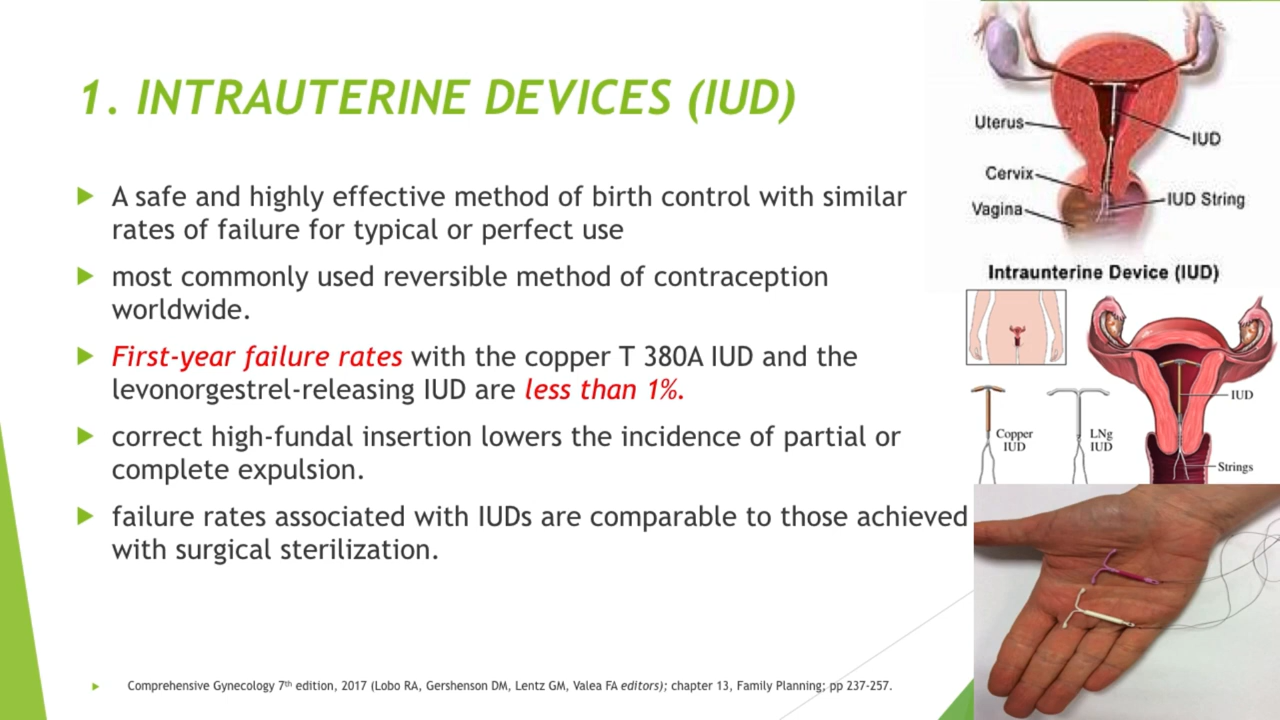 1. INTRAUTERINE DEVICES (IUD)
A safe and highly effective method of birth control with similar
rates of failure for typical or perfect use
most commonly used reversible method of contraception
worldwide.
First-year failure rates with the copper T 380A IUD and the
levonorgestrel-releasing IUD are less than 1%.
correct high-fundal insertion lowers the incidence of partial or
complete expulsion.
failure rates associated with IUDs are comparable to those achieved
with surgical sterilization.
Comprehensive Gynecology 7th edition, 2017 (Lobo RA, Gershenson DM, Lentz GM, Valea FA editors); chapter 13, Family Planning; pp 237-257.
Uterus
IUD
Cervix
IUD String
Vagina
Intraunterine Device (IUD)
IUD
Copper
IUD
LNg
IUD
Strings